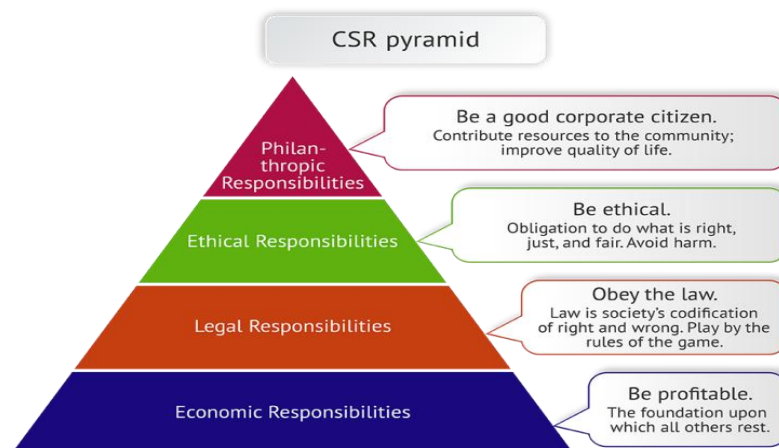 CSR pyramid
Philan-
thropic
Responsibilities
Be a good corporate citizen.
Contribute resources to the community;
improve quality of life.
Ethical Responsibilities
Be ethical.
Obligation to do what is right,
just, and fair. Avoid harm.
Legal Responsibilities
Obey the law.
Law is society’s codification
of right and wrong. Play by the
rules of the game.
Economic Responsibilities
Be profitable.
The foundation upon
which all others rest.